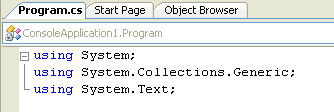 Program.cs Start Page Object Browser
ConsoleApplication1.Program
using System;
using System.Collections.Generic;
using System.Text;